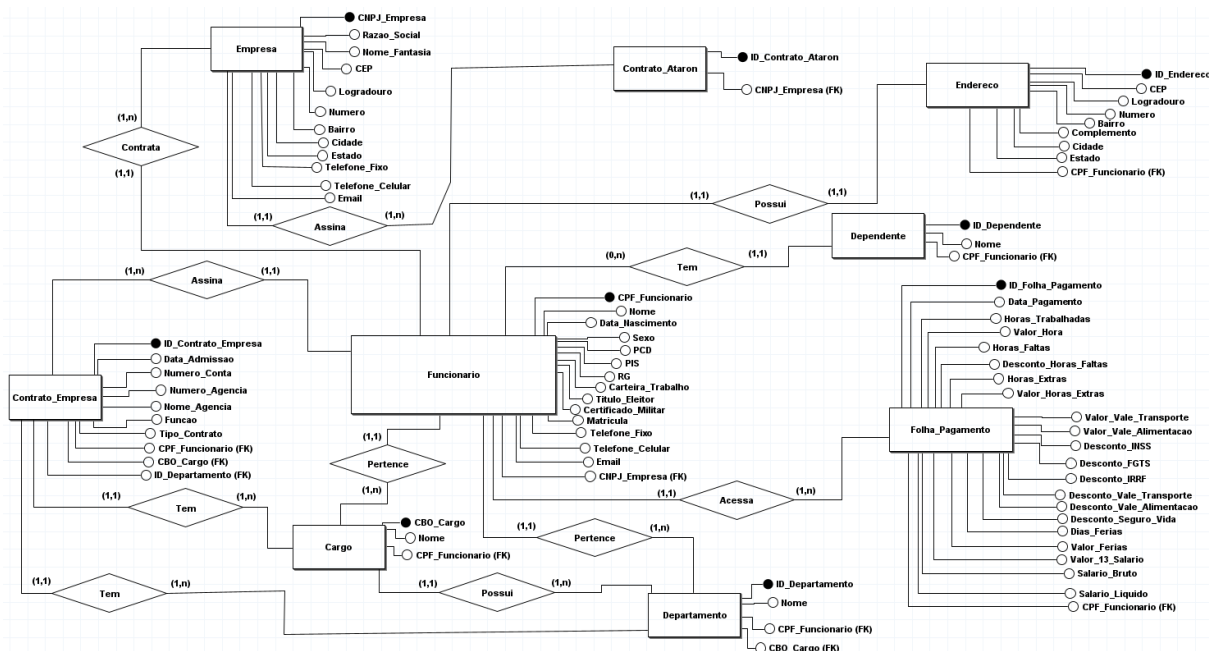 Empresa
CNPJ_Empresa
Razao_Social
Nome_Fantasia
CEP
Logradouro
Numero
Bairro
Cidade
Estado
Telefone_Fixo
Telefone_Celular
Email
Contrato_Ataron
ID_Contrato_Ataron
CNPJ_Empresa (FK)
Endereco
ID_Endereco
CEP
Logradouro
Numero
Bairro
Complemento
Cidade
Estado
CPF_Funcionario (FK)
(1,n)
Contrata
(1,1)
(1,1)
Assina
(1,n)
(1,1)
Possui
(1,1)
Dependente
ID_Dependente
Nome
CPF_Funcionario (FK)
(0,n)
Tem
(1,1)
(1,n)
Assina
(1,1)
Funcionario
CPF_Funcionario
Nome
Data_Nascimento
Sexo
PCD
PIS
RG
Carteira_Trabalho
Titulo_Eleitor
Certificado_Militar
Matricula
Telefone_Fixo
Telefone_Celular
Email
CNPJ_Empresa (FK)
Contrato_Empresa
ID_Contrato_Empresa
Data_Admissao
Numero_Conta
Numero_Agencia
Nome_Agencia
Funcao
Tipo_Contrato
CPF_Funcionario (FK)
CBO_Cargo (FK)
ID_Departamento (FK)
Folha_Pagamento
ID_Folha_Pagamento
Data_Pagamento
Horas_Trabalhadas
Valor_Hora
Horas_Faltas
Desconto_Horas_Faltas
Horas_Extras
Valor_Horas_Extras
Valor_Vale_Transporte
Valor_Vale_Alimentacao
Desconto_INSS
Desconto_FGTS
Desconto_IRRF
Desconto_Vale_Transporte
Desconto_Vale_Alimentacao
Desconto_Seguro_Vida
Dias_Ferias
Valor_Ferias
Valor_13_Salario
Salario_Bruto
Salario_Liquido
CPF_Funcionario (FK)
(1,1)
Pertence
(1,n)
(1,1)
Acessa
(1,n)
(1,1)
Tem
(1,n)
Cargo
CBO_Cargo
Nome
CPF_Funcionario (FK)
(1,1)
Pertence
(1,n)
(1,1)
Tem
(1,n)
(1,1)
Possui
(1,n)
Departamento
ID_Departamento
Nome
CPF_Funcionario (FK)
CBO_Cargo (FK)